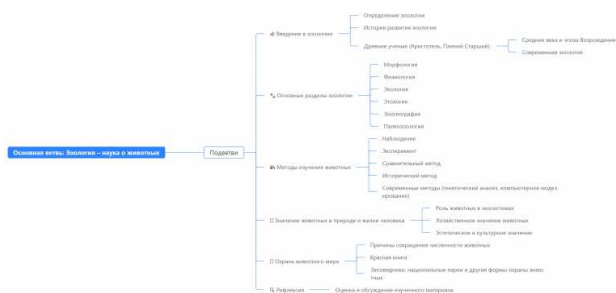 Определение зоологии
История развития зоологии
Введение в зоологию
Древние ученые (Аристотель, Плиний Старший)
Средние века и эпоха Возрождения
Современная зоология
Морфология
Физиология
Экология
Основные разделы зоологии
Этология
Зоогеография
Палеозоология
Основная ветвь: Зоология – наука о животных
Подветви
Наблюдение
Эксперимент
Методы изучения животных
Сравнительный метод
Исторический метод
Современные методы (генетический анализ, компьютерное модел
ирование)
Роль животных в экосистемах
Значение животных в природе и жизни человека
Хозяйственное значение животных
Эстетическое и культурное значение
Причины сокращения численности животных
Охрана животного мира
Красная книга
Заповедники, национальные парки и другие формы охраны живо
тных
Рефлексия
Оценка и обсуждение изученного материала